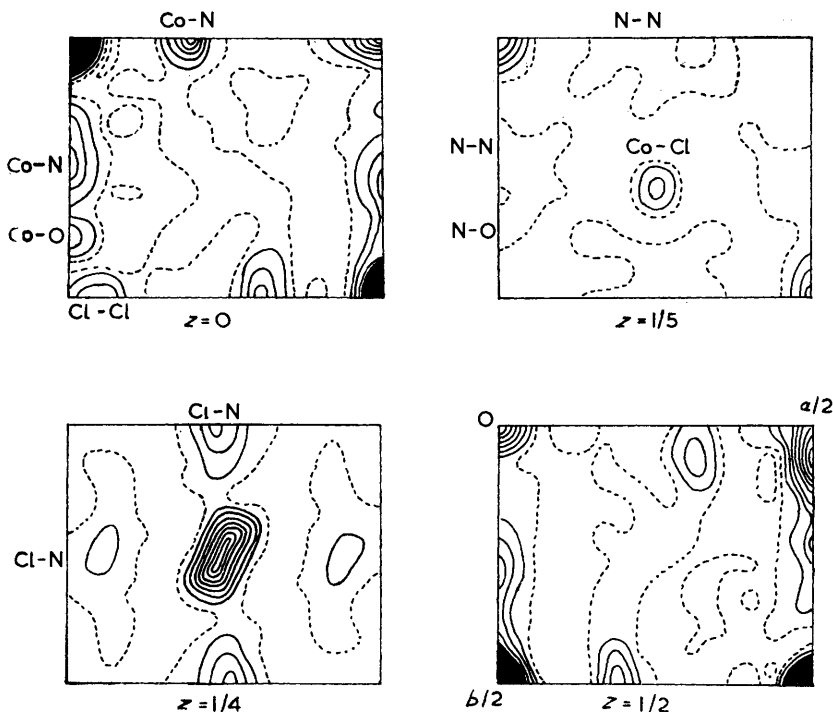 Co-N
Co-N
Co-O
Cl-Cl
z=0
N-N
N-N
Co-Cl
N-O
z=1/5
Cl-N
Cl-N
z=1/4
O
a/2
b/2
z=1/2